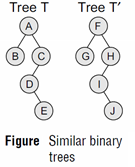 Tree T Tree T′
A F
B C G H
D I
E J
Figure Similar binary
trees